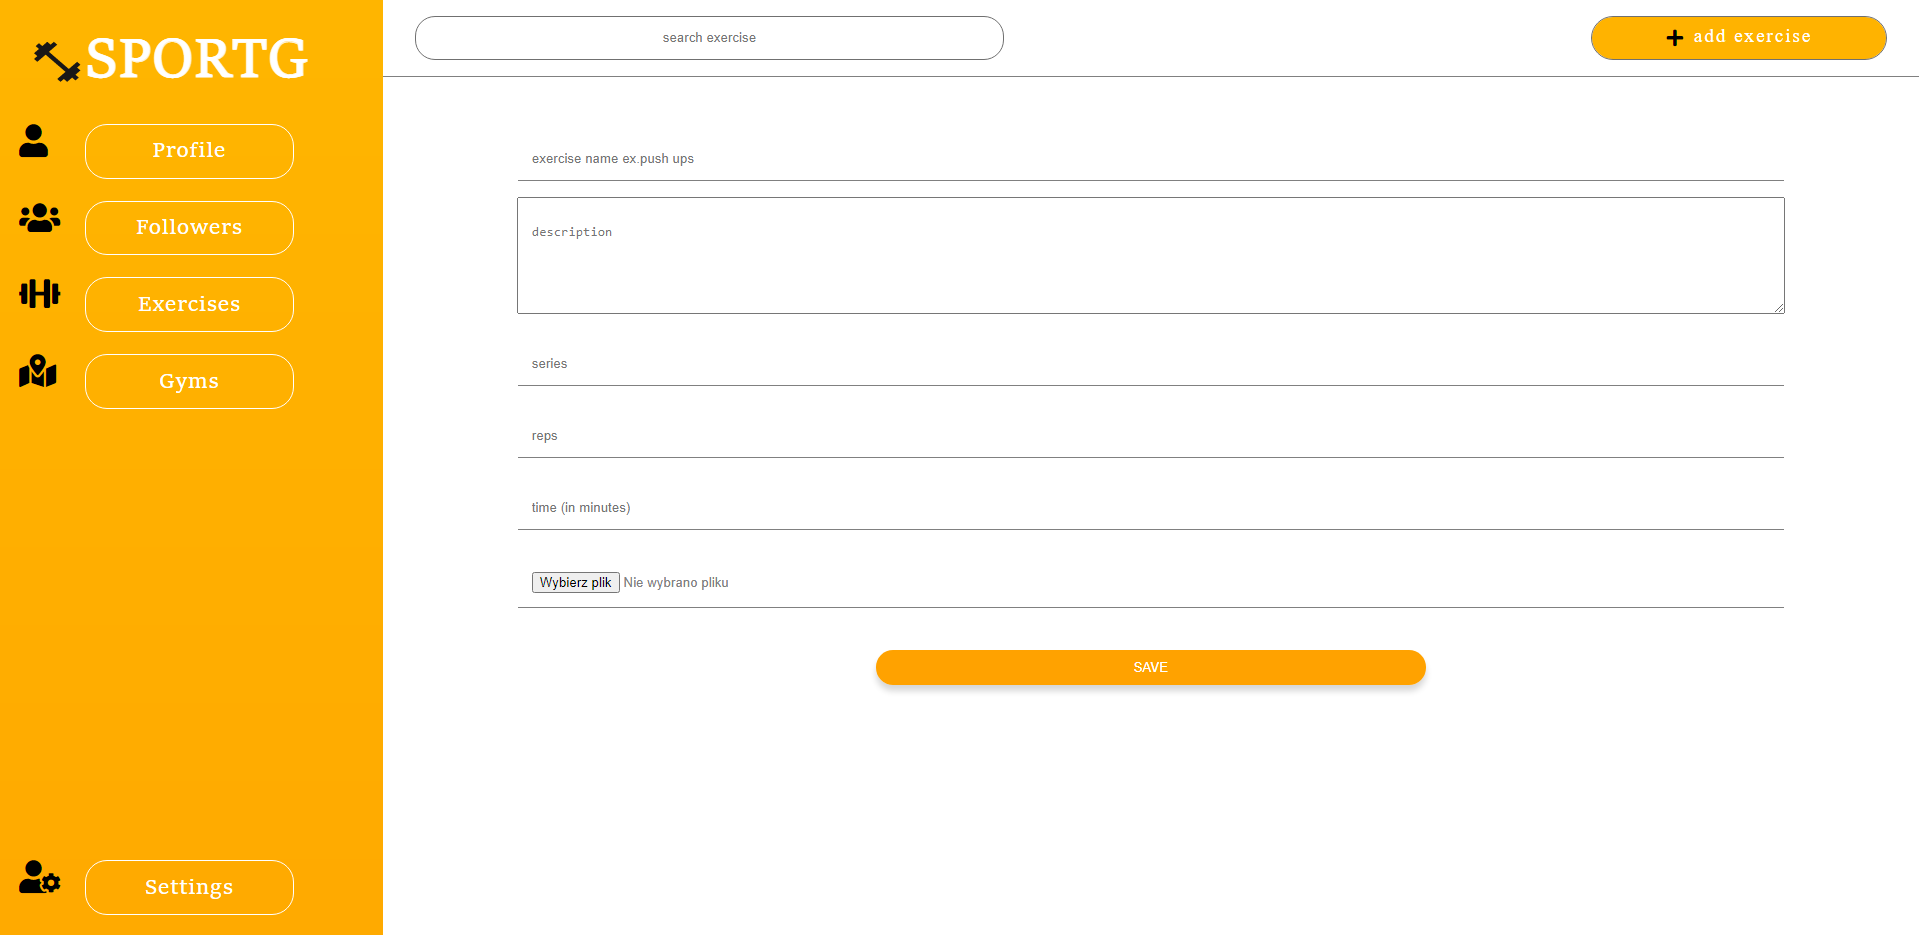 SPORTG
Profile
Followers
Exercises
Gyms
Settings
search exercise
add exercise
exercise name ex.push ups
description
series
reps
time (in minutes)
Wybierz plik Nie wybrano pliku
SAVE